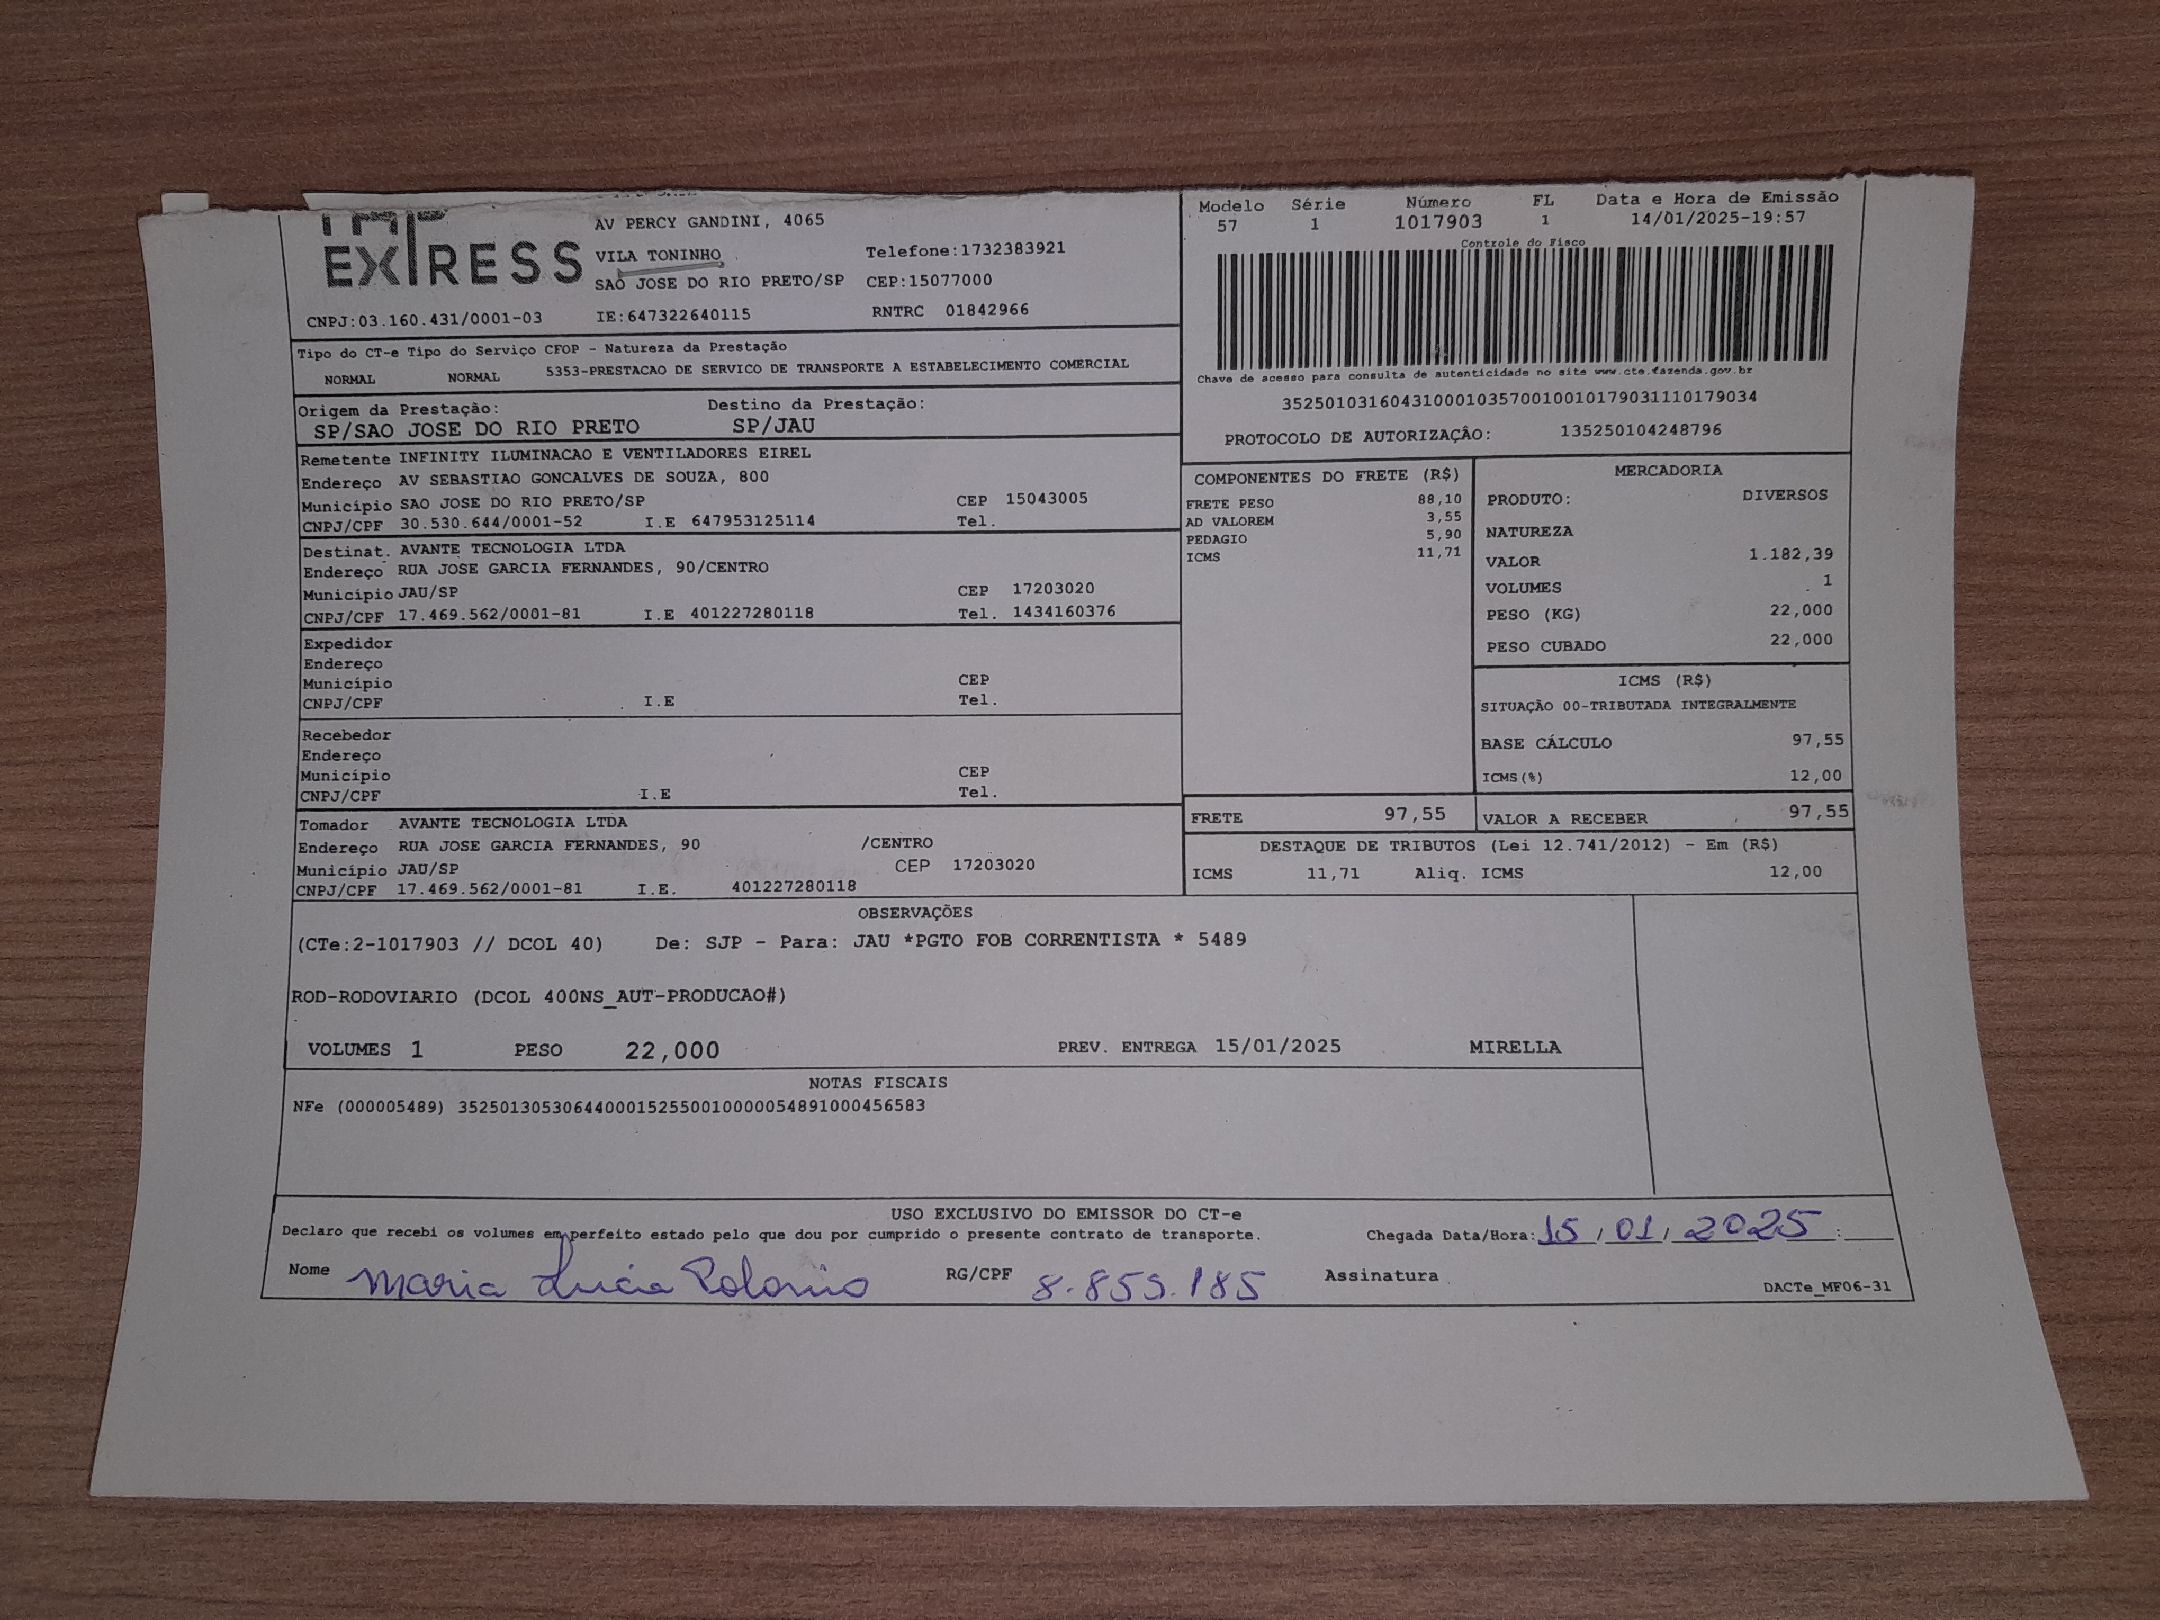 EXPRESS
AV PERCY GANDINI, 4065
VILA TONINHO Telefone:1732383921
SAO JOSE DO RIO PRETO/SP CEP:15077000
CNPJ:03.160.431/0001-03 IE:647322640115 RNTRC 01842966
Modelo Série Número FL Data e Hora de Emissão
57 1 1017903 1 14/01/2025-19:57
Controle do Fisco
Chave de acesso para consulta de autenticidade no site www.cte.fazenda.gov.br
35250103160431000103570010010179031110179034
PROTOCOLO DE AUTORIZAÇÂO: 135250104248796
Tipo do CT-e Tipo do Serviço CFOP - Natureza da Prestação
NORMAL NORMAL 5353-PRESTACAO DE SERVICO DE TRANSPORTE A ESTABELECIMENTO COMERCIAL
Origem da Prestação: Destino da Prestação:
SP/SAO JOSE DO RIO PRETO SP/JAU
Remetente INFINITY ILUMINACAO E VENTILADORES EIREL
Endereço AV SEBASTIAO GONCALVES DE SOUZA, 800
Município SAO JOSE DO RIO PRETO/SP CEP 15043005
CNPJ/CPF 30.530.644/0001-52 I.E 647953125114 Tel.
Destinat. AVANTE TECNOLOGIA LTDA
Endereço RUA JOSE GARCIA FERNANDES, 90/CENTRO
Município JAU/SP CEP 17203020
CNPJ/CPF 17.469.562/0001-81 I.E 401227280118 Tel. 1434160376
Expedidor
Endereço
Município CEP
CNPJ/CPF I.E Tel.
Recebedor
Endereço
Município CEP
CNPJ/CPF I.E Tel.
Tomador AVANTE TECNOLOGIA LTDA
Endereço RUA JOSE GARCIA FERNANDES, 90 /CENTRO
Município JAU/SP CEP 17203020
CNPJ/CPF 17.469.562/0001-81 I.E. 401227280118
COMPONENTES DO FRETE (R$)
FRETE PESO 88,10
AD VALOREM 3,55
PEDAGIO 5,90
ICMS 11,71
MERCADORIA
PRODUTO: DIVERSOS
NATUREZA
VALOR 1.182,39
VOLUMES 1
PESO (KG) 22,000
PESO CUBADO 22,000
ICMS (R$)
SITUAÇÃO 00-TRIBUTADA INTEGRALMENTE
BASE CÁLCULO 97,55
ICMS(%) 12,00
FRETE 97,55 VALOR A RECEBER 97,55
DESTAQUE DE TRIBUTOS (Lei 12.741/2012) - Em (R$)
ICMS 11,71 Aliq. ICMS 12,00
OBSERVAÇÕES
(CTe:2-1017903 // DCOL 40) De: SJP - Para: JAU *PGTO FOB CORRENTISTA * 5489
ROD-RODOVIARIO (DCOL 400NS_AUT-PRODUCAO#)
VOLUMES 1 PESO 22,000 PREV. ENTREGA 15/01/2025 MIRELLA
NOTAS FISCAIS
NFe (000005489) 35250130530644000152550010000054891000456583
USO EXCLUSIVO DO EMISSOR DO CT-e
Declaro que recebi os volumes em perfeito estado pelo que dou por cumprido o presente contrato de transporte. Chegada Data/Hora: 15/01/2025 :
Nome Maria Lucia Polonio RG/CPF 8.855.185 Assinatura
DACTe_MF06-31